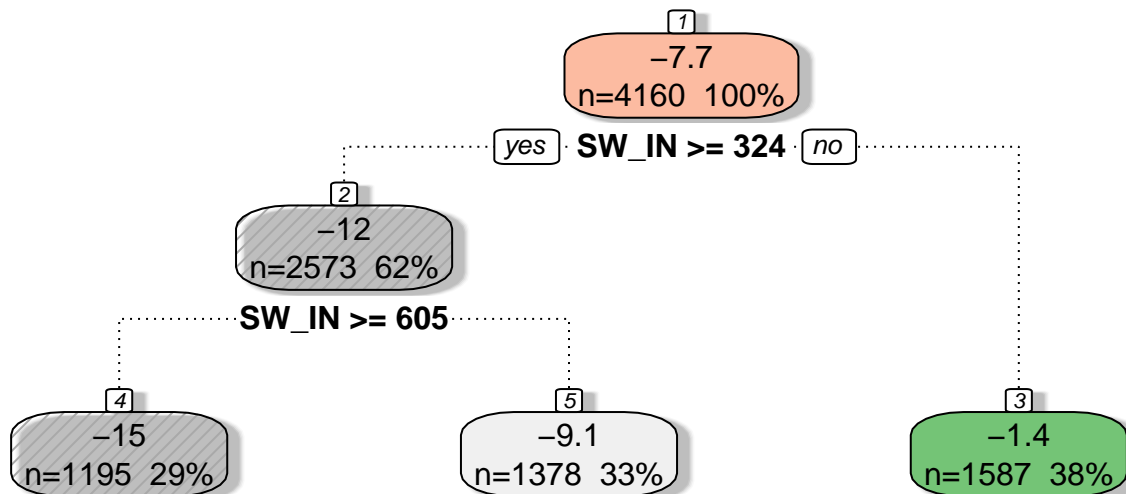 1
–7.7
n=4160 100%
yes SW_IN >= 324 no
2
–12
n=2573 62%
SW_IN >= 605
4
–15
n=1195 29%
5
–9.1
n=1378 33%
3
–1.4
n=1587 38%